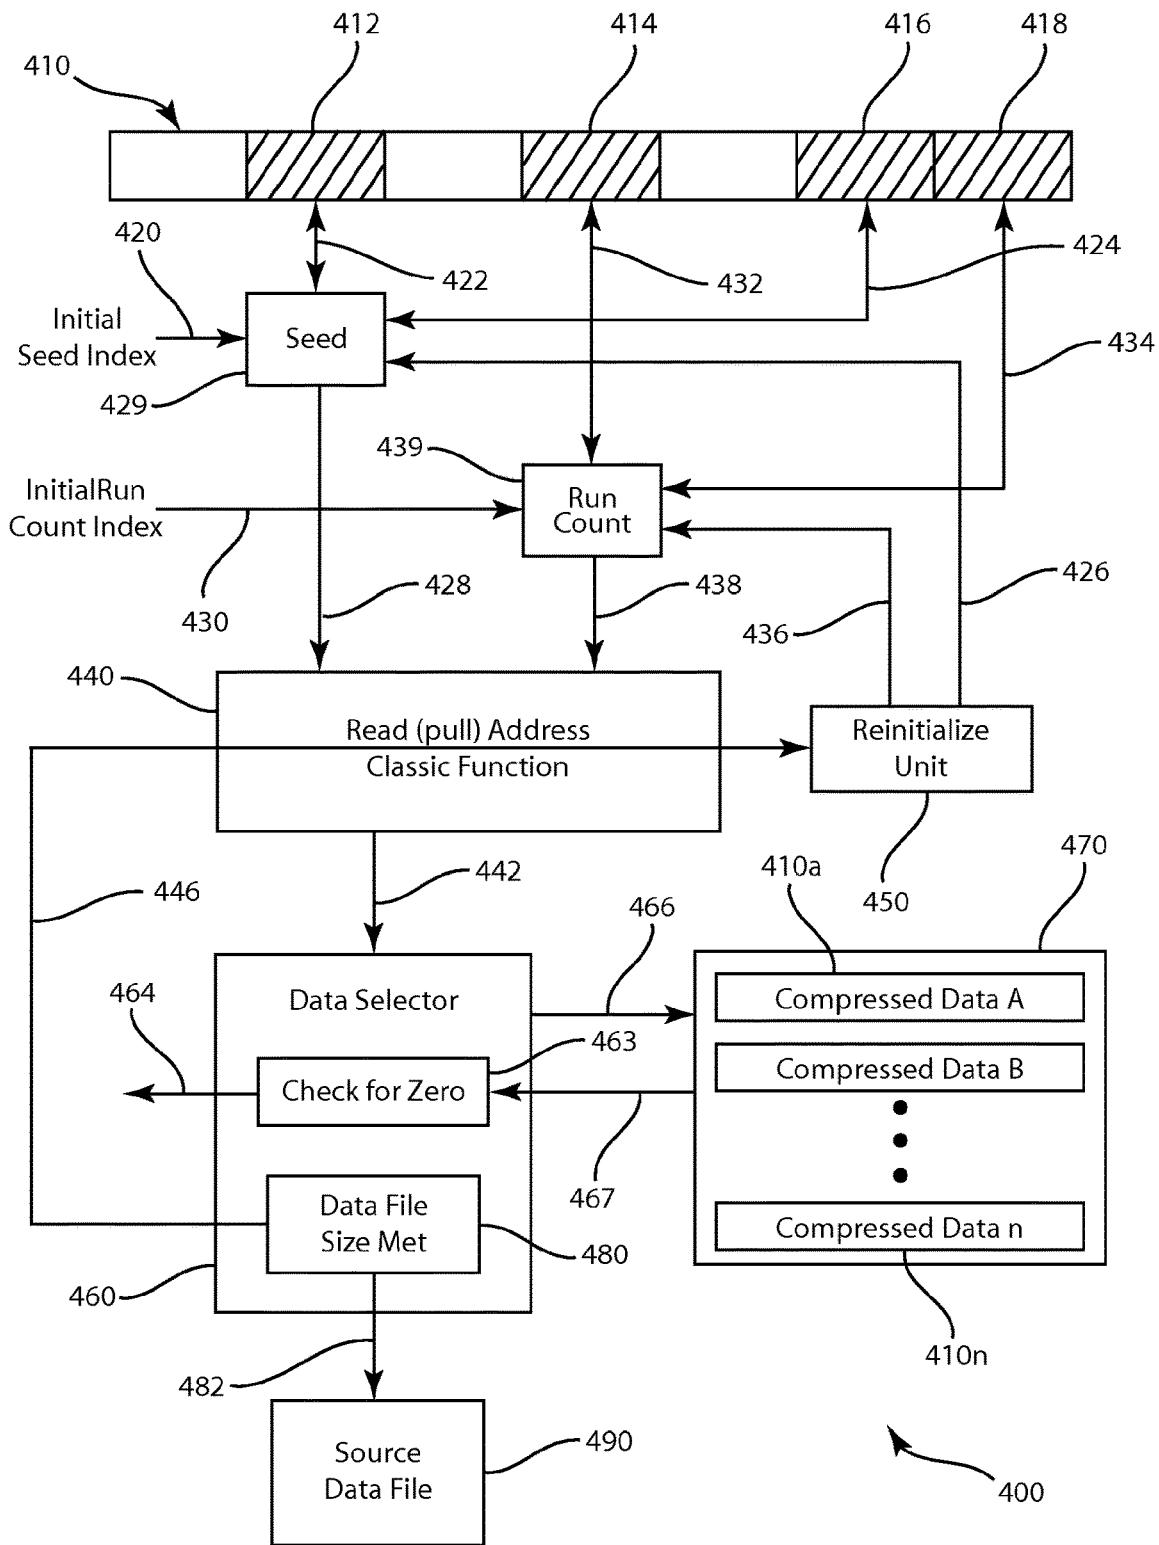 412
414
416
418
410
420
422
432
424
Initial
Seed Index
Seed
434
429
439
InitialRun
Count Index
Run
Count
430
428
438
436
426
440
Read (pull) Address
Classic Function
Reinitialize
Unit
446
442
410a
450
470
466
464
Data Selector
Compressed Data A
463
Check for Zero
Compressed Data B
467
Data File
Size Met
480
Compressed Data n
460
410n
482
Source
Data File
490
400